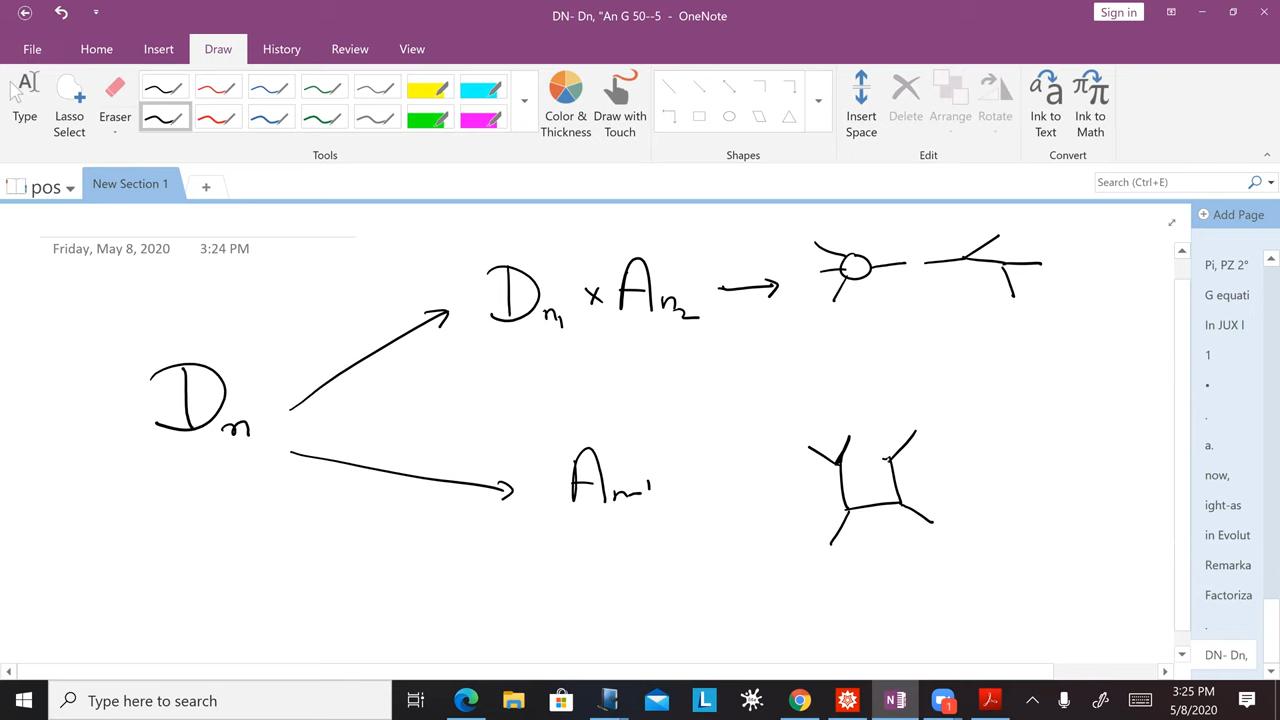 DN- Dn, "An G 50--5 - OneNote
Sign in
File Home Insert Draw History Review View
Type
Lasso Select
Eraser
Color & Thickness
Draw with Touch
Insert Space
Delete Arrange Rotate
Ink to Text
Ink to Math
Tools Shapes Edit Convert
pos New Section 1 +
Search (Ctrl+E)
Add Page
Friday, May 8, 2020 3:24 PM
D n1 x A n2
D n
A
Pi, PZ 2°
G equati
In JUX l
1
•
.
a.
now,
ight-as
in Evolut
Remarka
Factoriza
.
DN- Dn,
Type here to search
L
N
1
3:25 PM
5/8/2020